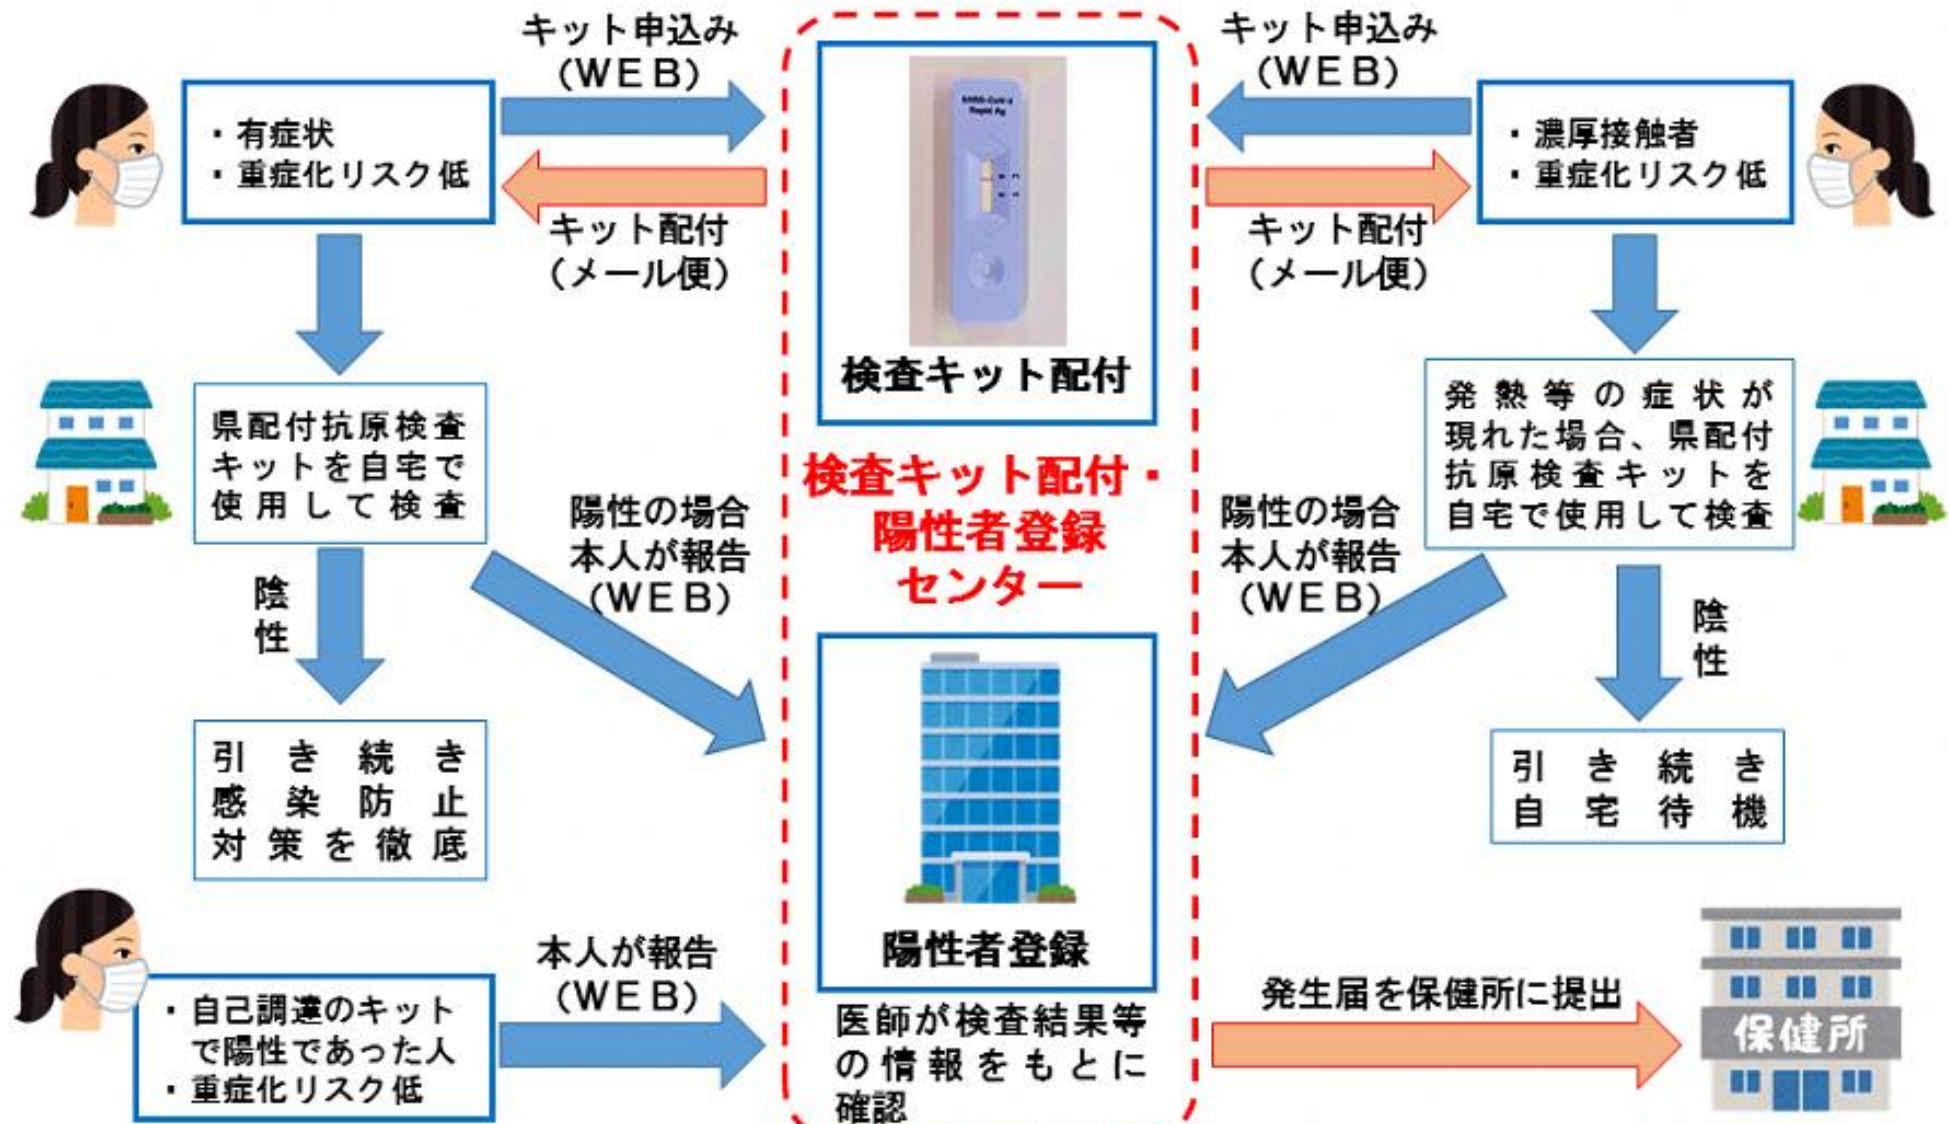 キット申込み
（ＷＥＢ）
・有症状
・重症化リスク低
キット配付
（メール便）
県配付抗原検査
キットを自宅で
使用して検査
陽性の場合
本人が報告
（ＷＥＢ）
陰
性
引き続き
感染防止
対策を徹底
・自己調達のキット
で陽性であった人
・重症化リスク低
本人が報告
（ＷＥＢ）
SARS-CoV-2
Rapid Ag
検査キット配付
検査キット配付・
陽性者登録
センター
陽性者登録
医師が検査結果等
の情報をもとに
確認
キット申込み
（ＷＥＢ）
・濃厚接触者
・重症化リスク低
キット配付
（メール便）
発熱等の症状が
現れた場合、県配付
抗原検査キットを
自宅で使用して検査
陽性の場合
本人が報告
（ＷＥＢ）
陰
性
引き続き
自宅待機
発生届を保健所に提出
保健所